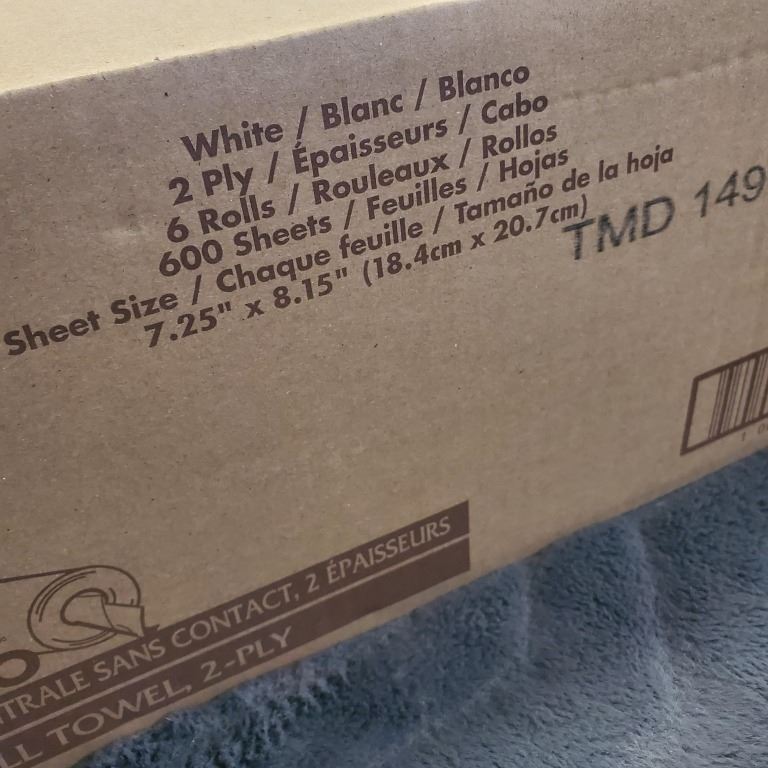 White / Blanc / Blanco
2 Ply / Épaisseurs / Cabo
6 Rolls / Rouleaux / Rollos
600 Sheets / Feuilles / Hojas
Sheet Size / Chaque feuille / Tamaño de la hoja
7.25" x 8.15" (18.4cm x 20.7cm)
TMD 149
TRALE SANS CONTACT, 2 ÉPAISSEURS
LL TOWEL, 2-PLY